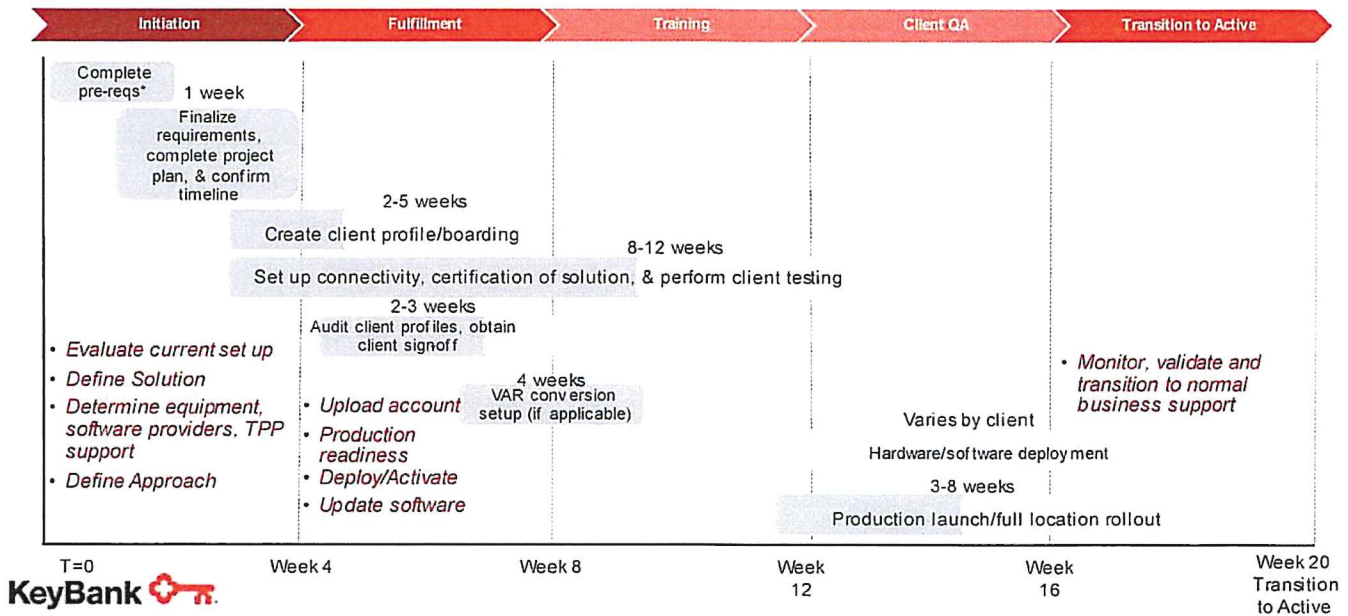 Initiation
Fulfillment
Training
Client QA
Transition to Active
Complete
pre-reqs*
1 week
Finalize
requirements,
complete project
plan, & confirm
timeline
2-5 weeks
Create client profile/boarding
8-12 weeks
Set up connectivity, certification of solution, & perform client testing
2-3 weeks
Audit client profiles, obtain
client sign-off
• Evaluate current set up
• Define Solution
• Determine equipment,
software providers, TPP
support
• Define Approach
4 weeks
VAR conversion
setup (if applicable)
• Upload account
• Production
readiness
• Deploy/Activate
• Update software
• Monitor, validate and
transition to normal
business support
Varies by client
Hardware/software deployment
3-8 weeks
Production launch/full location rollout
T=0
Week 4
Week 8
Week
12
Week
16
Week 20
Transition
to Active
KeyBank